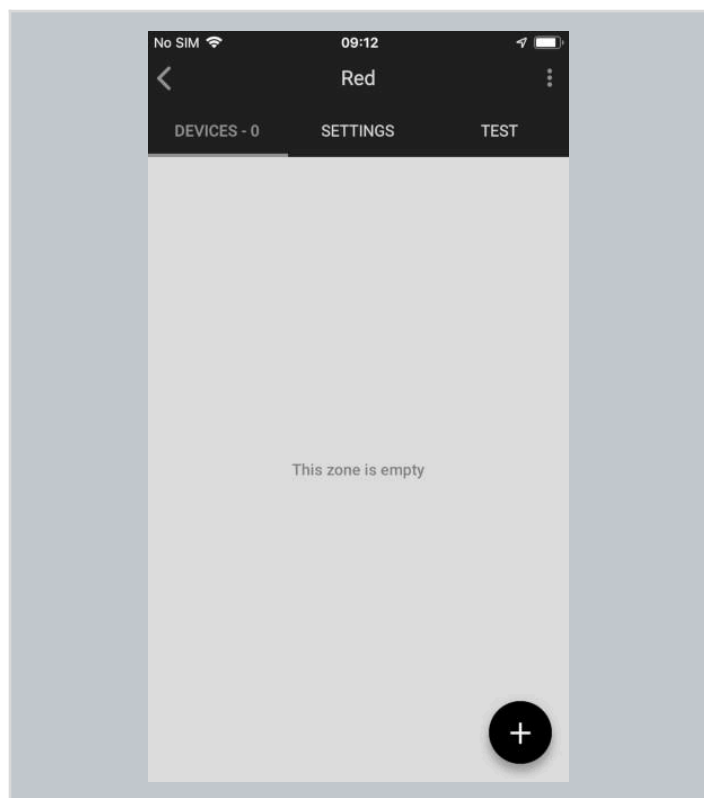 No SIM 09:12
Red
DEVICES - 0 SETTINGS TEST
This zone is empty
+